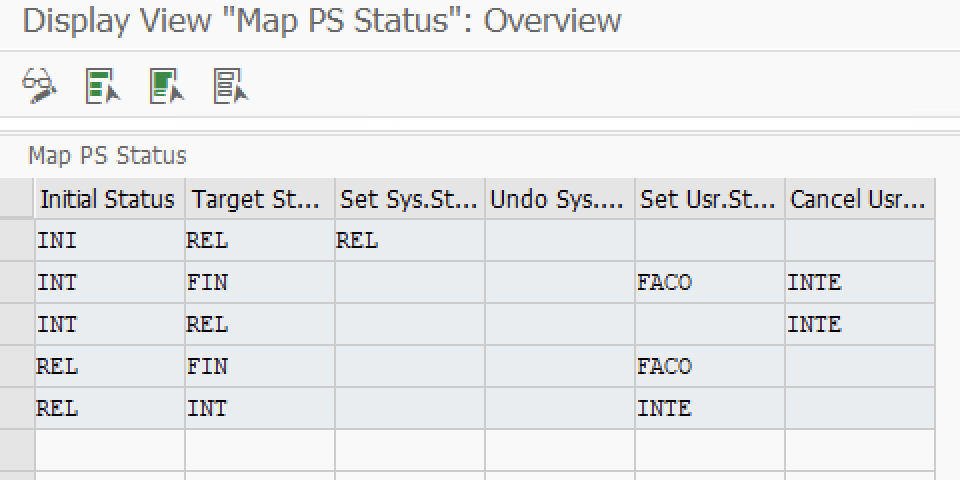 Display View "Map PS Status": Overview
Map PS Status
Initial Status Target St... Set Sys.St... Undo Sys.... Set Usr.St... Cancel Usr...
INI REL REL
INT FIN FACO INTE
INT REL INTE
REL FIN FACO
REL INT INTE